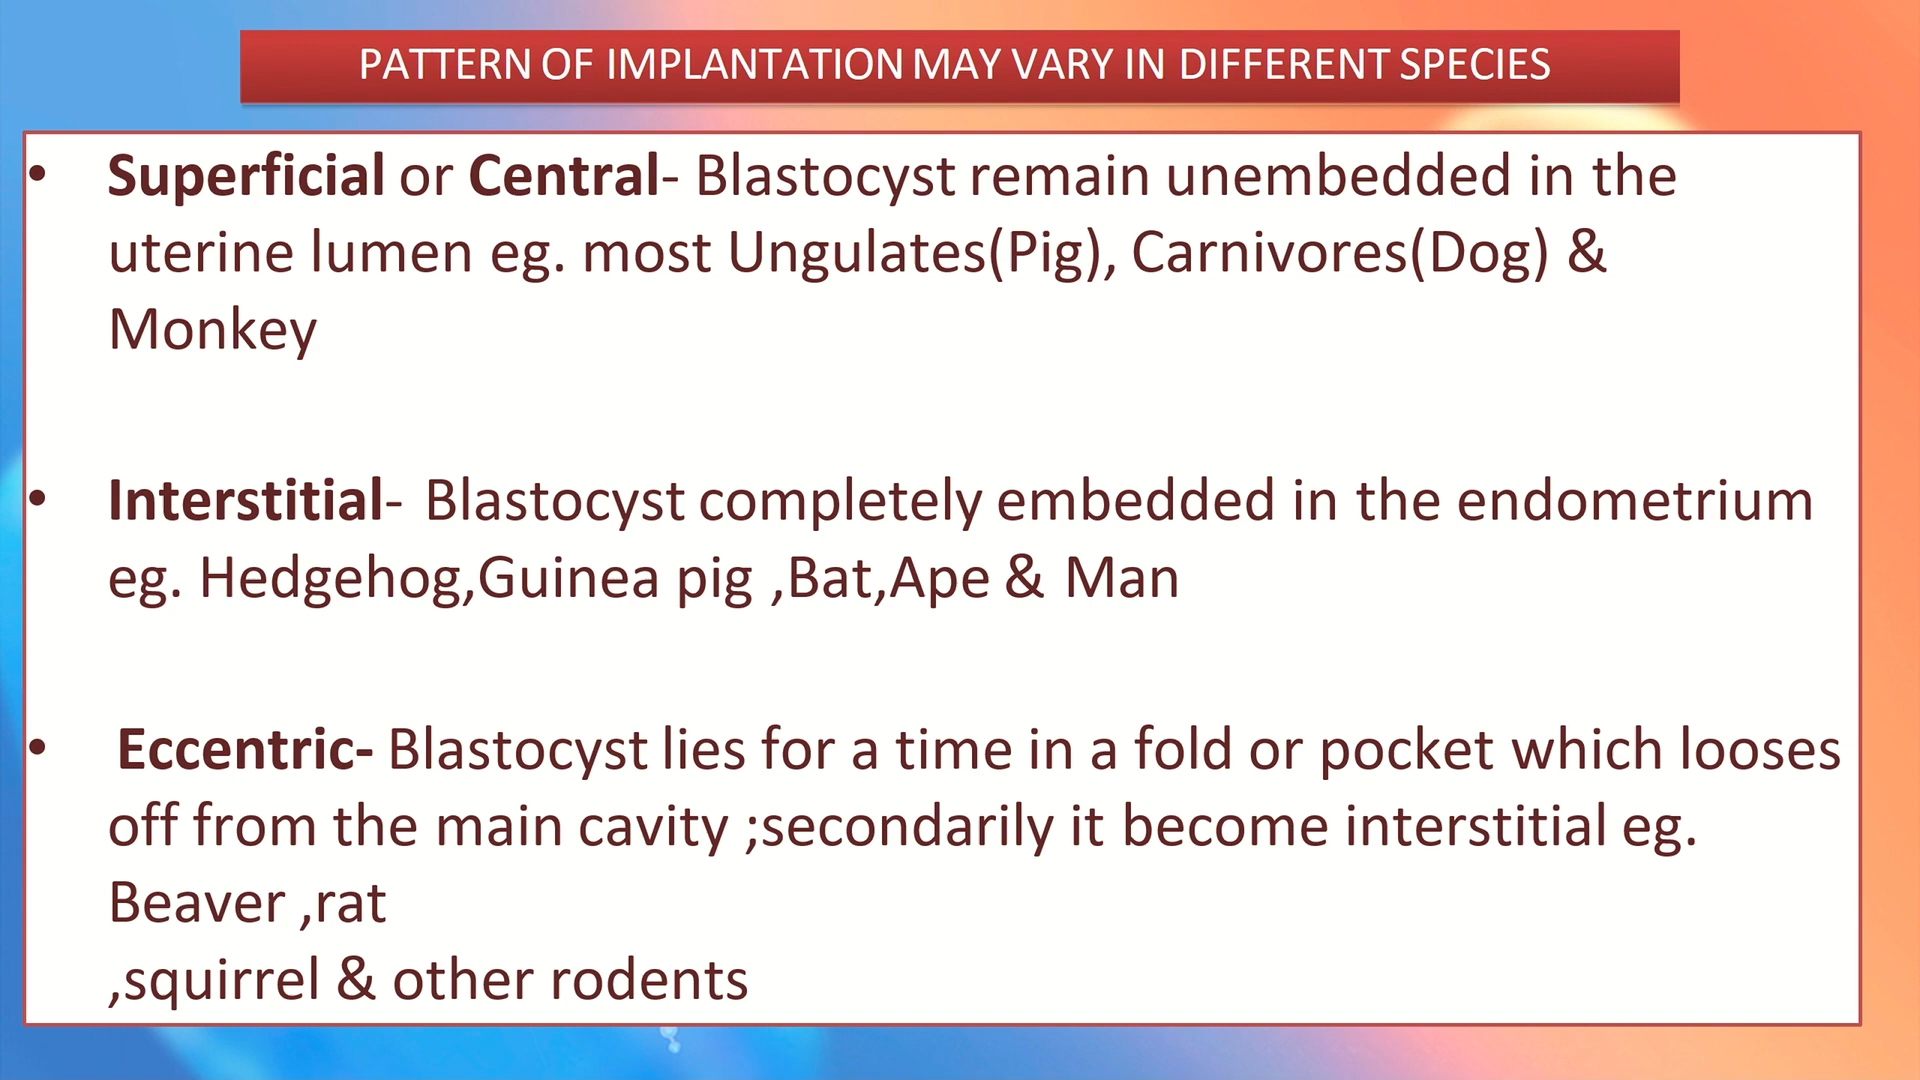 PATTERN OF IMPLANTATION MAY VARY IN DIFFERENT SPECIES
• Superficial or Central- Blastocyst remain unembedded in the
uterine lumen eg. most Ungulates(Pig), Carnivores(Dog) &
Monkey
• Interstitial- Blastocyst completely embedded in the endometrium
eg. Hedgehog,Guinea pig ,Bat,Ape & Man
• Eccentric- Blastocyst lies for a time in a fold or pocket which looses
off from the main cavity ;secondarily it become interstitial eg.
Beaver ,rat
,squirrel & other rodents